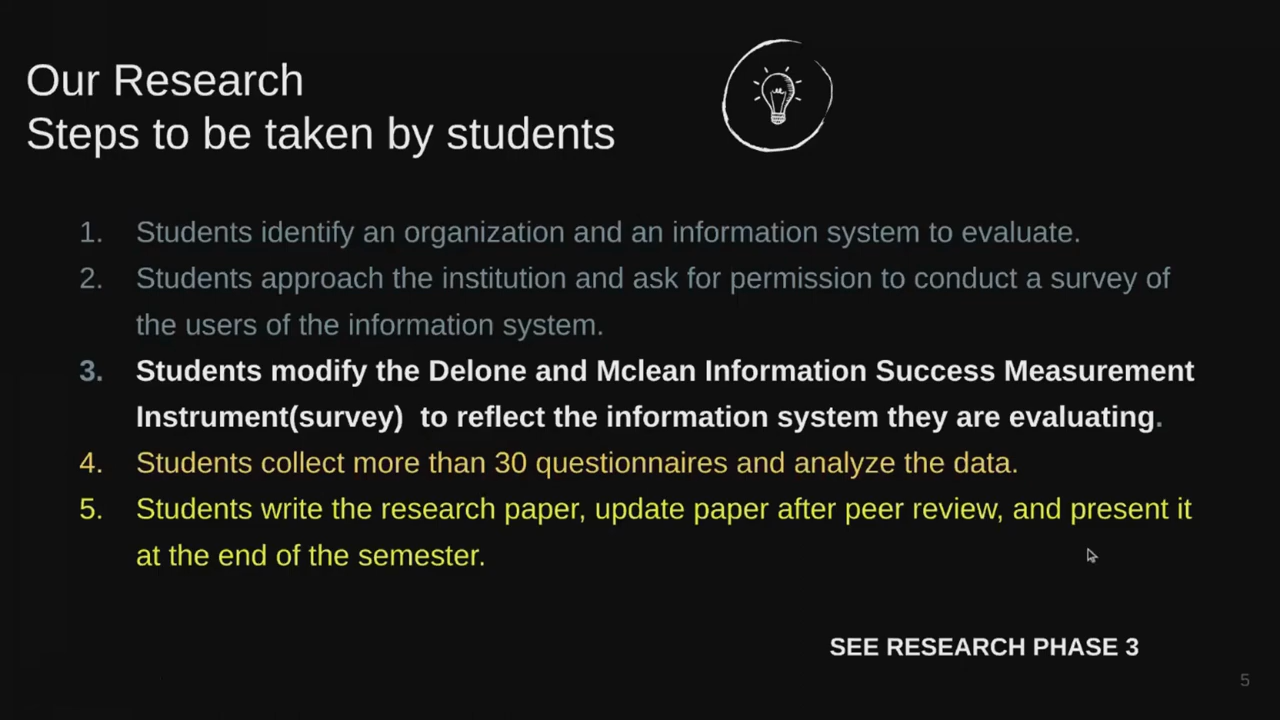 Our Research
Steps to be taken by students
1. Students identify an organization and an information system to evaluate.
2. Students approach the institution and ask for permission to conduct a survey of
the users of the information system.
3. Students modify the Delone and Mclean Information Success Measurement
Instrument(survey)  to reflect the information system they are evaluating.
4. Students collect more than 30 questionnaires and analyze the data.
5. Students write the research paper, update paper after peer review, and present it
at the end of the semester.
SEE RESEARCH PHASE 3
5